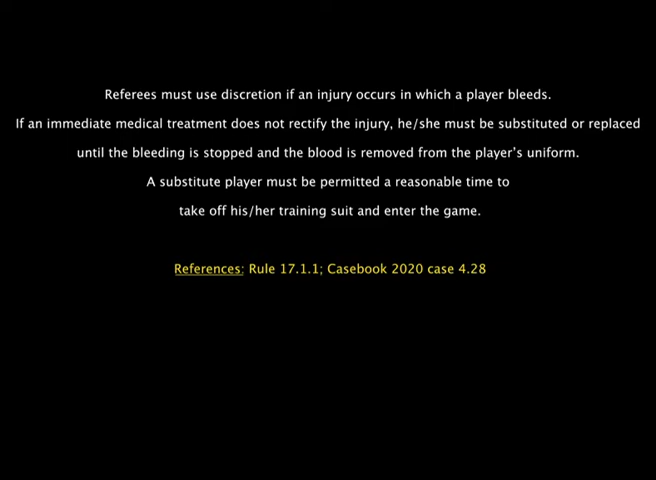 Referees must use discretion if an injury occurs in which a player bleeds.
If an immediate medical treatment does not rectify the injury, he/she must be substituted or replaced
until the bleeding is stopped and the blood is removed from the player's uniform.
A substitute player must be permitted a reasonable time to
take off his/her training suit and enter the game.
References: Rule 17.1.1; Casebook 2020 case 4.28